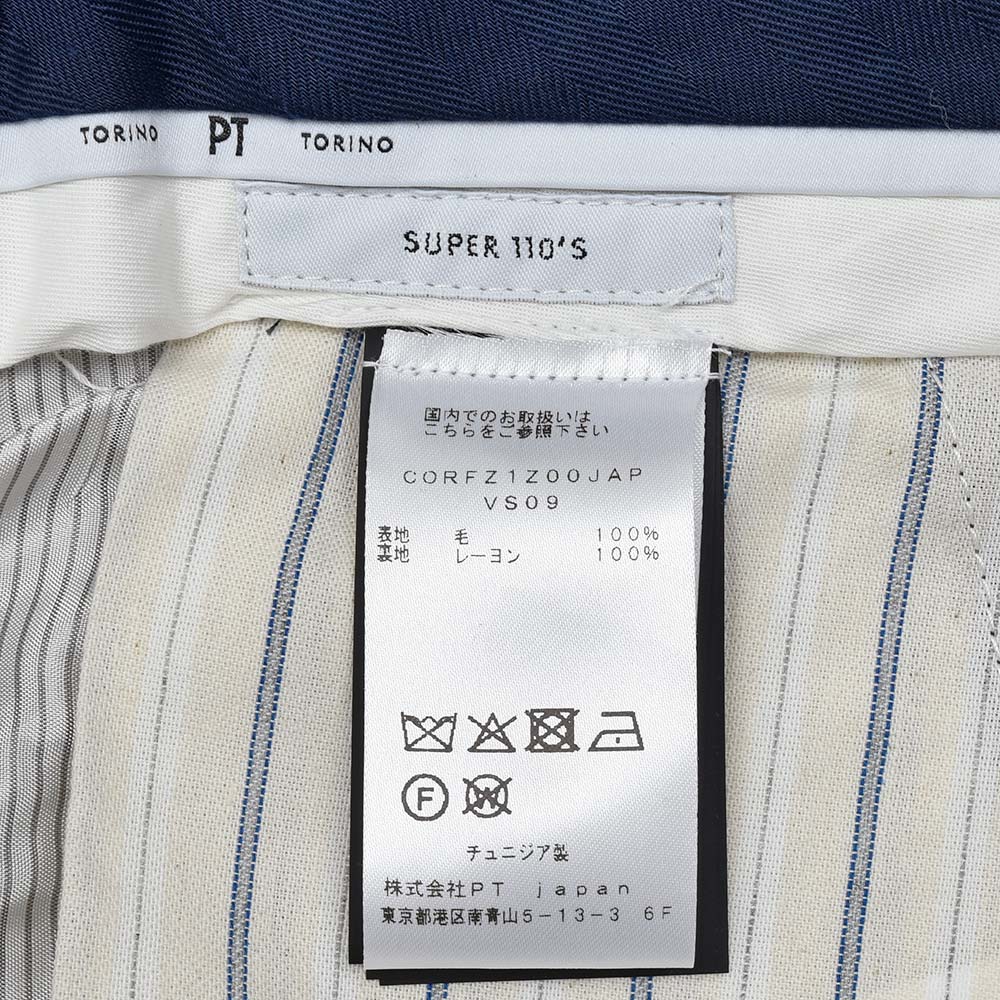 TORINO PT TORINO
SUPER 110'S
国内でのお取扱いは
こちらをご参照下さい
CORFZ1Z00JAP
VS09
表地 毛 100%
裏地 レーヨン 100%
F W
チュニジア製
株式会社PT japan
東京都港区南青山5-13-3 6F